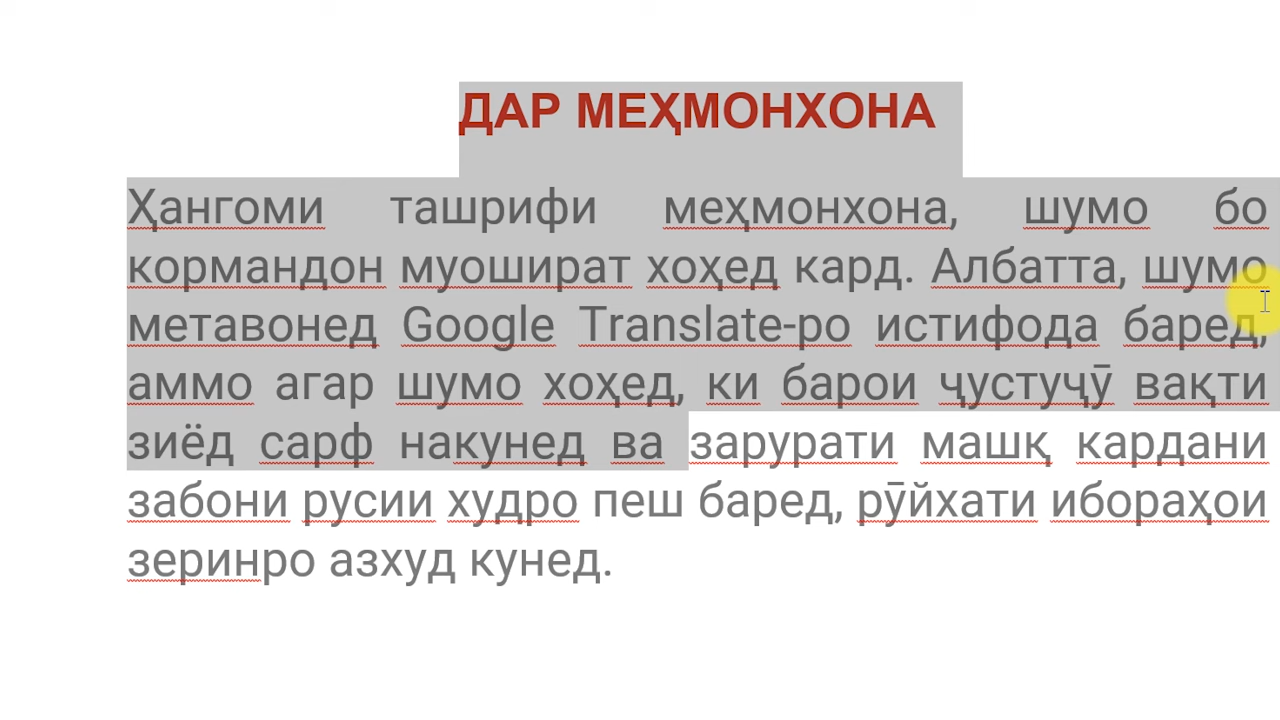 ДАР МЕҲМОНХОНА
Ҳангоми ташрифи меҳмонхона, шумо бо
кормандон муошират хоҳед кард. Албатта, шумо
метавонед Google Translate-ро истифода баред,
аммо агар шумо хоҳед, ки барои ҷустуҷӯ вақти
зиёд сарф накунед ва зарурати машқ кардани
забони русии худро пеш баред, рӯйхати ибораҳои
зеринро азхуд кунед.